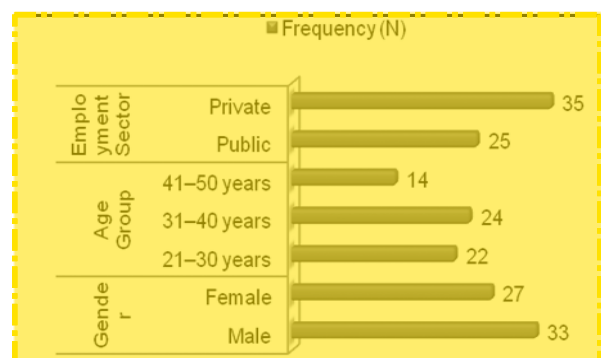 Frequency (N)
Emplo
yment
Sector
Private 35
Public 25
Age
Group
41–50 years 14
31–40 years 24
21–30 years 22
Gende
r
Female 27
Male 33